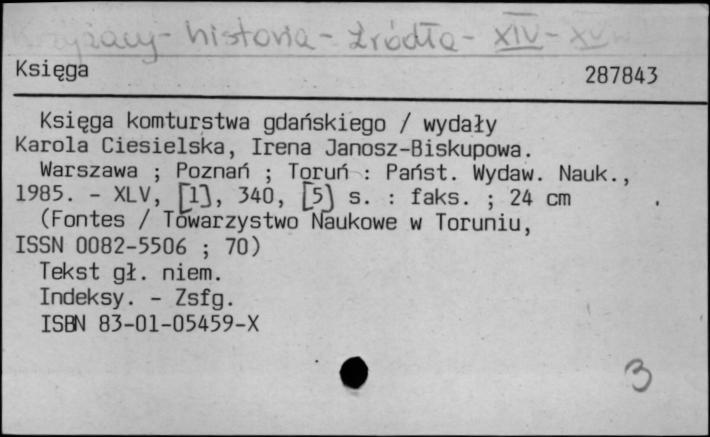 Krzyżacy - historia - źródła - XIV - XV w
Księga 287843
Księga komturstwa gdańskiego / wydały
Karola Ciesielska, Irena Janosz-Biskupowa.
Warszawa ; Poznań ; Toruń : Państ. Wydaw. Nauk.,
1985. - XLV, [1], 340, [5] s. : faks. ; 24 cm
(Fontes / Towarzystwo Naukowe w Toruniu,
ISSN 0082-5506 ; 70)
Tekst gł. niem.
Indeksy. - Zsfg.
ISBN 83-01-05459-X
3